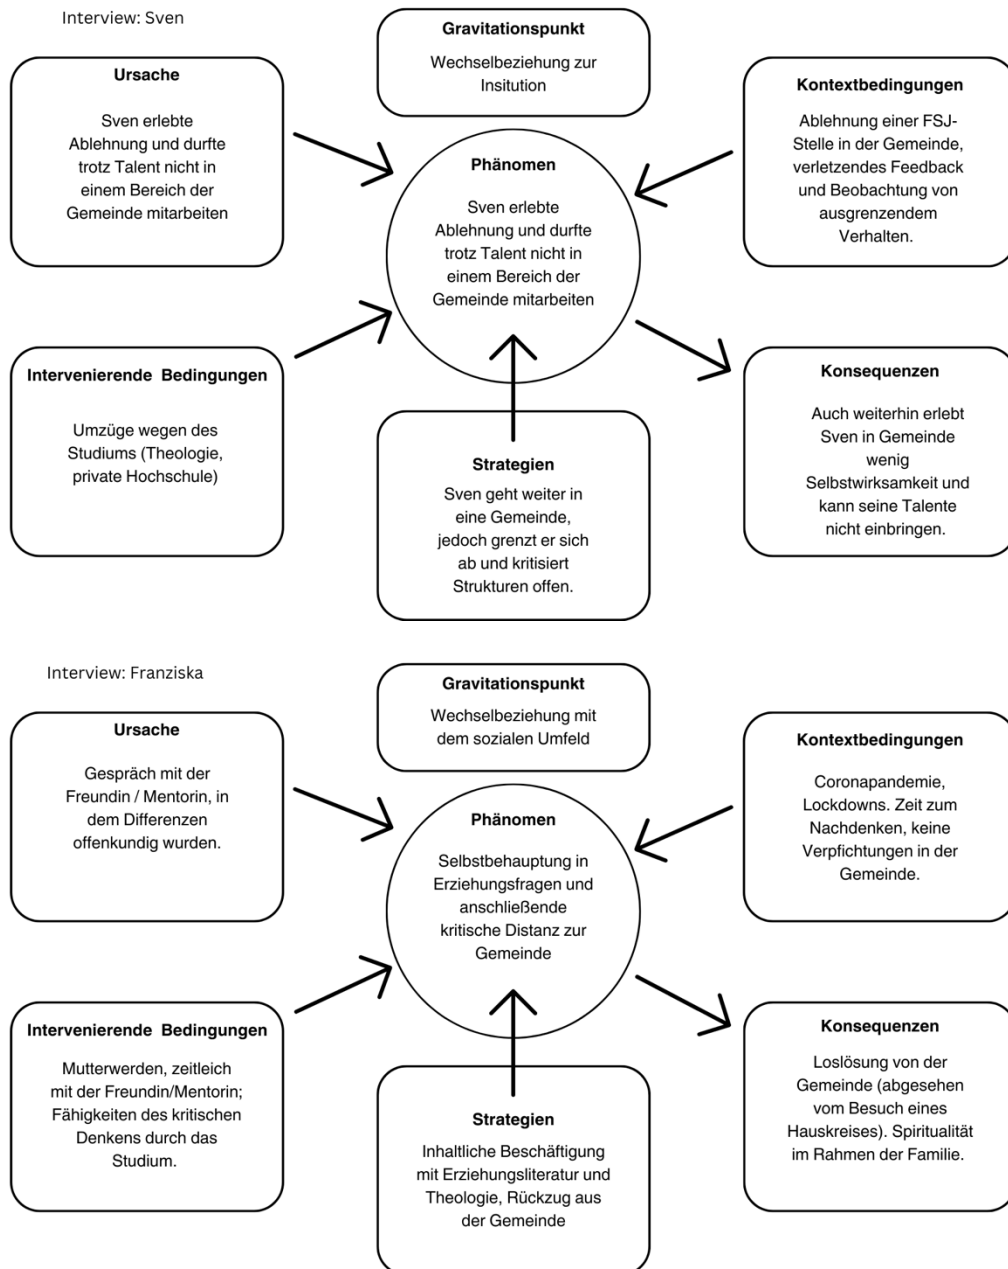 Interview: Sven
Gravitationspunkt
Wechselbeziehung zur
Insitution
Ursache
Sven erlebte
Ablehnung und durfte
trotz Talent nicht in
einem Bereich der
Gemeinde mitarbeiten
Phänomen
Sven erlebte
Ablehnung und durfte
trotz Talent nicht in
einem Bereich der
Gemeinde mitarbeiten
Kontextbedingungen
Ablehnung einer FSJ-
Stelle in der Gemeinde,
verletzendes Feedback
und Beobachtung von
ausgrenzendem
Verhalten.
Intervenierende Bedingungen
Umzüge wegen des
Studiums (Theologie,
private Hochschule)
Strategien
Sven geht weiter in
eine Gemeinde,
jedoch grenzt er sich
ab und kritisiert
Strukturen offen.
Konsequenzen
Auch weiterhin erlebt
Sven in Gemeinde
wenig
Selbstwirksamkeit und
kann seine Talente
nicht einbringen.
Interview: Franziska
Gravitationspunkt
Wechselbeziehung mit
dem sozialen Umfeld
Ursache
Gespräch mit der
Freundin / Mentorin, in
dem Differenzen
offenkundig wurden.
Phänomen
Selbstbehauptung in
Erziehungsfragen und
anschließende
kritische Distanz zur
Gemeinde
Kontextbedingungen
Coronapandemie,
Lockdowns. Zeit zum
Nachdenken, keine
Verpfichtungen in der
Gemeinde.
Intervenierende Bedingungen
Mutterwerden, zeitleich
mit der Freundin/Mentorin;
Fähigkeiten des kritischen
Denkens durch das
Studium.
Strategien
Inhaltliche Beschäftigung
mit Erziehungsliteratur und
Theologie, Rückzug aus
der Gemeinde
Konsequenzen
Loslösung von der
Gemeinde (abgesehen
vom Besuch eines
Hauskreises). Spiritualität
im Rahmen der Familie.